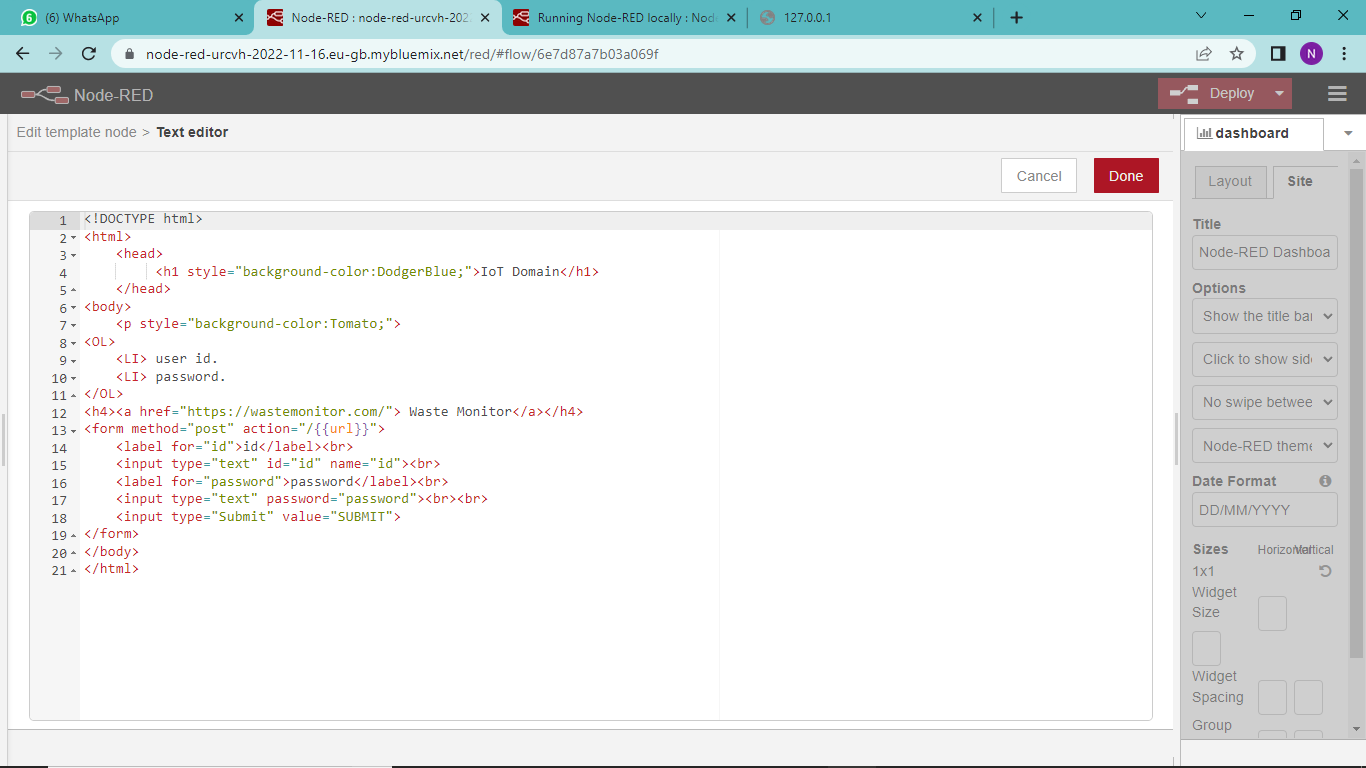 (6) WhatsApp
Node-RED : node-red-urcvh-202
Running Node-RED locally : Nod
127.0.0.1
node-red-urcvh-2022-11-16.eu-gb.mybluemix.net/red/#flow/6e7d87a7b03a069f
N
Node-RED
Deploy
Edit template node > Text editor
dashboard
Cancel
Done
Layout
Site
1 <!DOCTYPE html>
2 <html>
3 <head>
4 <h1 style="background-color:DodgerBlue;">IoT Domain</h1>
5 </head>
6 <body>
7 <p style="background-color:Tomato;">
8 <OL>
9 <LI> user id.
10 <LI> password.
11 </OL>
12 <h4><a href="https://wastemonitor.com/"> Waste Monitor</a></h4>
13 <form method="post" action="/{{url}}">
14 <label for="id">id</label><br>
15 <input type="text" id="id" name="id"><br>
16 <label for="password">password</label><br>
17 <input type="text" password="password"><br><br>
18 <input type="Submit" value="SUBMIT">
19 </form>
20 </body>
21 </html>
Title
Node-RED Dashboa
Options
Show the title bar
Click to show side
No swipe betwee
Node-RED theme
Date Format
DD/MM/YYYY
Sizes
Horizontal
Vertical
1x1
Widget
Size
Widget
Spacing
Group